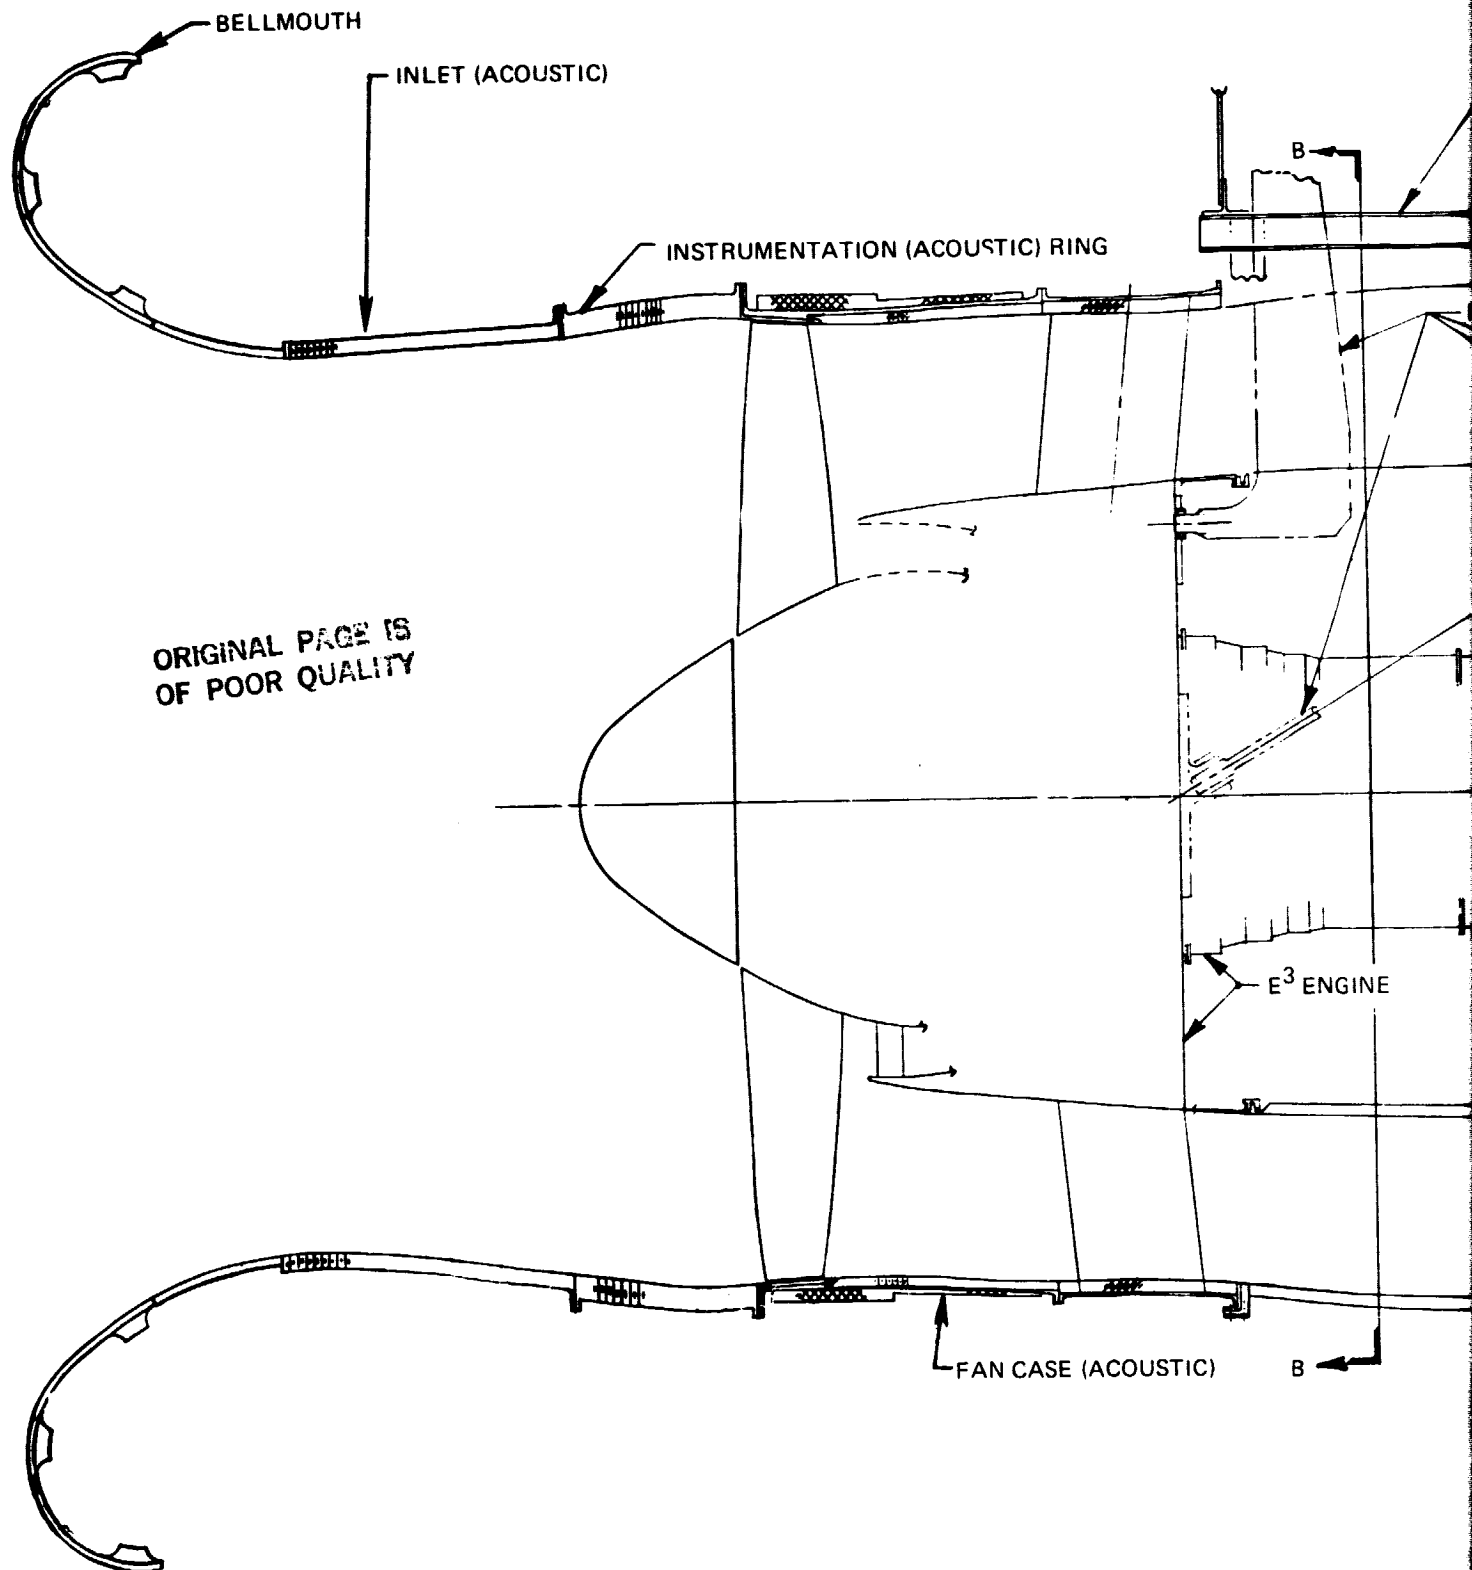 BELLMOUTH
INLET (ACOUSTIC)
B
INSTRUMENTATION (ACOUSTIC) RING
ORIGINAL PAGE IS
OF POOR QUALITY
E³ ENGINE
FAN CASE (ACOUSTIC)
B